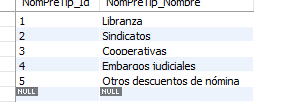 NomPreTip_Id NomPreTip_Nombre
1 Libranza
2 Sindicatos
3 Cooperativas
4 Embargos judiciales
5 Otros descuentos de nómina
NULL NULL